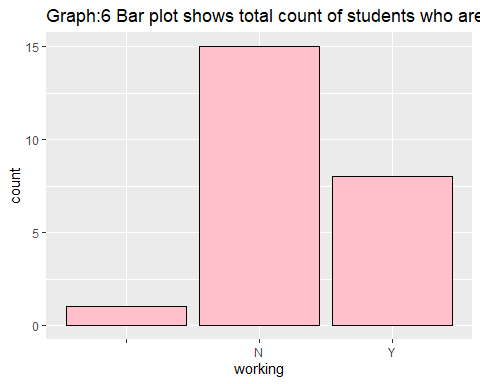 Graph:6 Bar plot shows total count of students who are
15
10
5
0
count
N Y
working